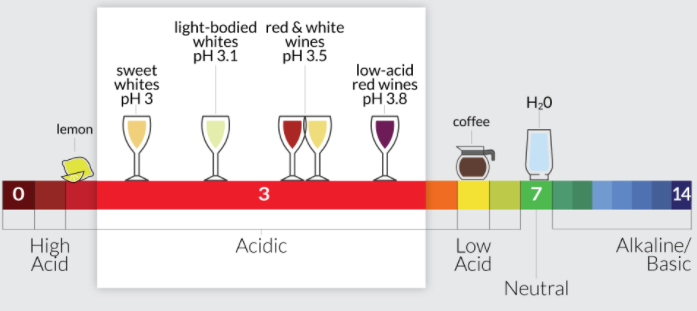 light-bodied
whites
pH 3.1
red & white
wines
pH 3.5
sweet
whites
pH 3
low-acid
red wines
pH 3.8
lemon
coffee
H20
0
3
7
14
High
Acid
Acidic
Low
Acid
Neutral
Alkaline/
Basic